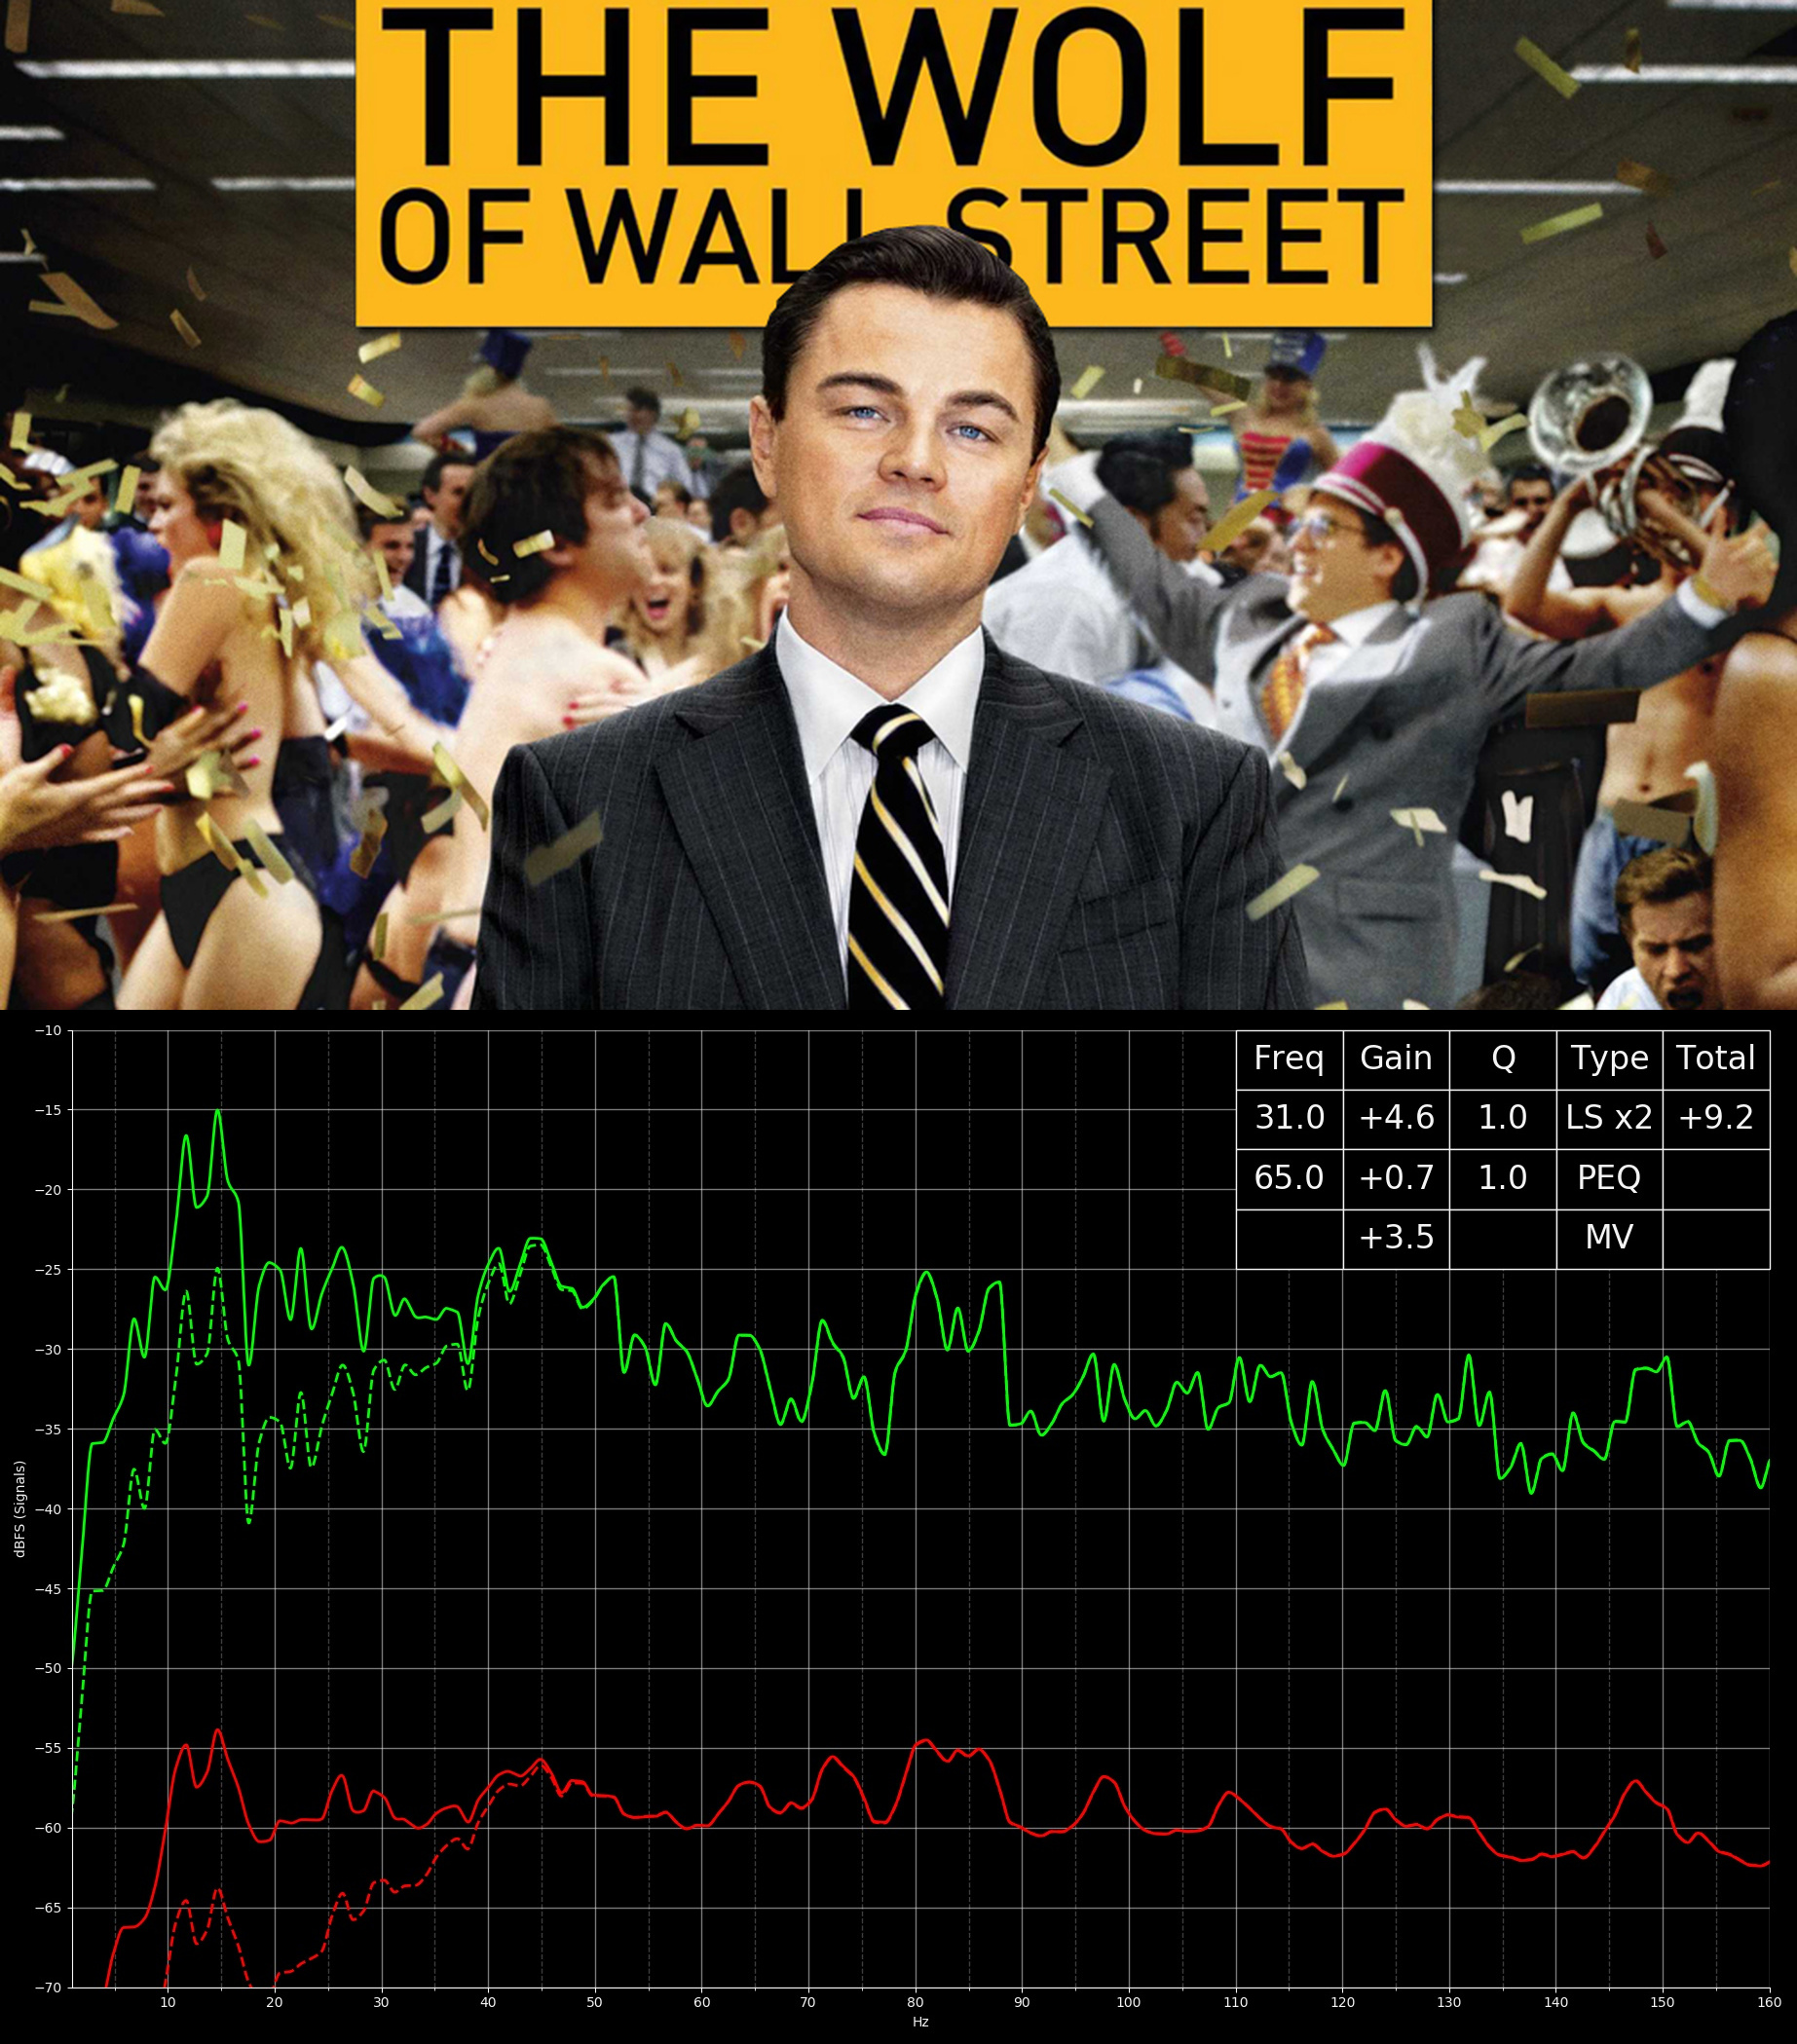 THE WOLF
OF WALL STREET
Freq Gain Q Type Total
31.0 +4.6 1.0 LS x2 +9.2
65.0 +0.7 1.0 PEQ
+3.5 MV
−10
−15
−20
−25
−30
−35
−40
−45
−50
−55
−60
−65
−70
dBFS (Signals)
10 20 30 40 50 60 70 80 90 100 110 120 130 140 150 160
Hz